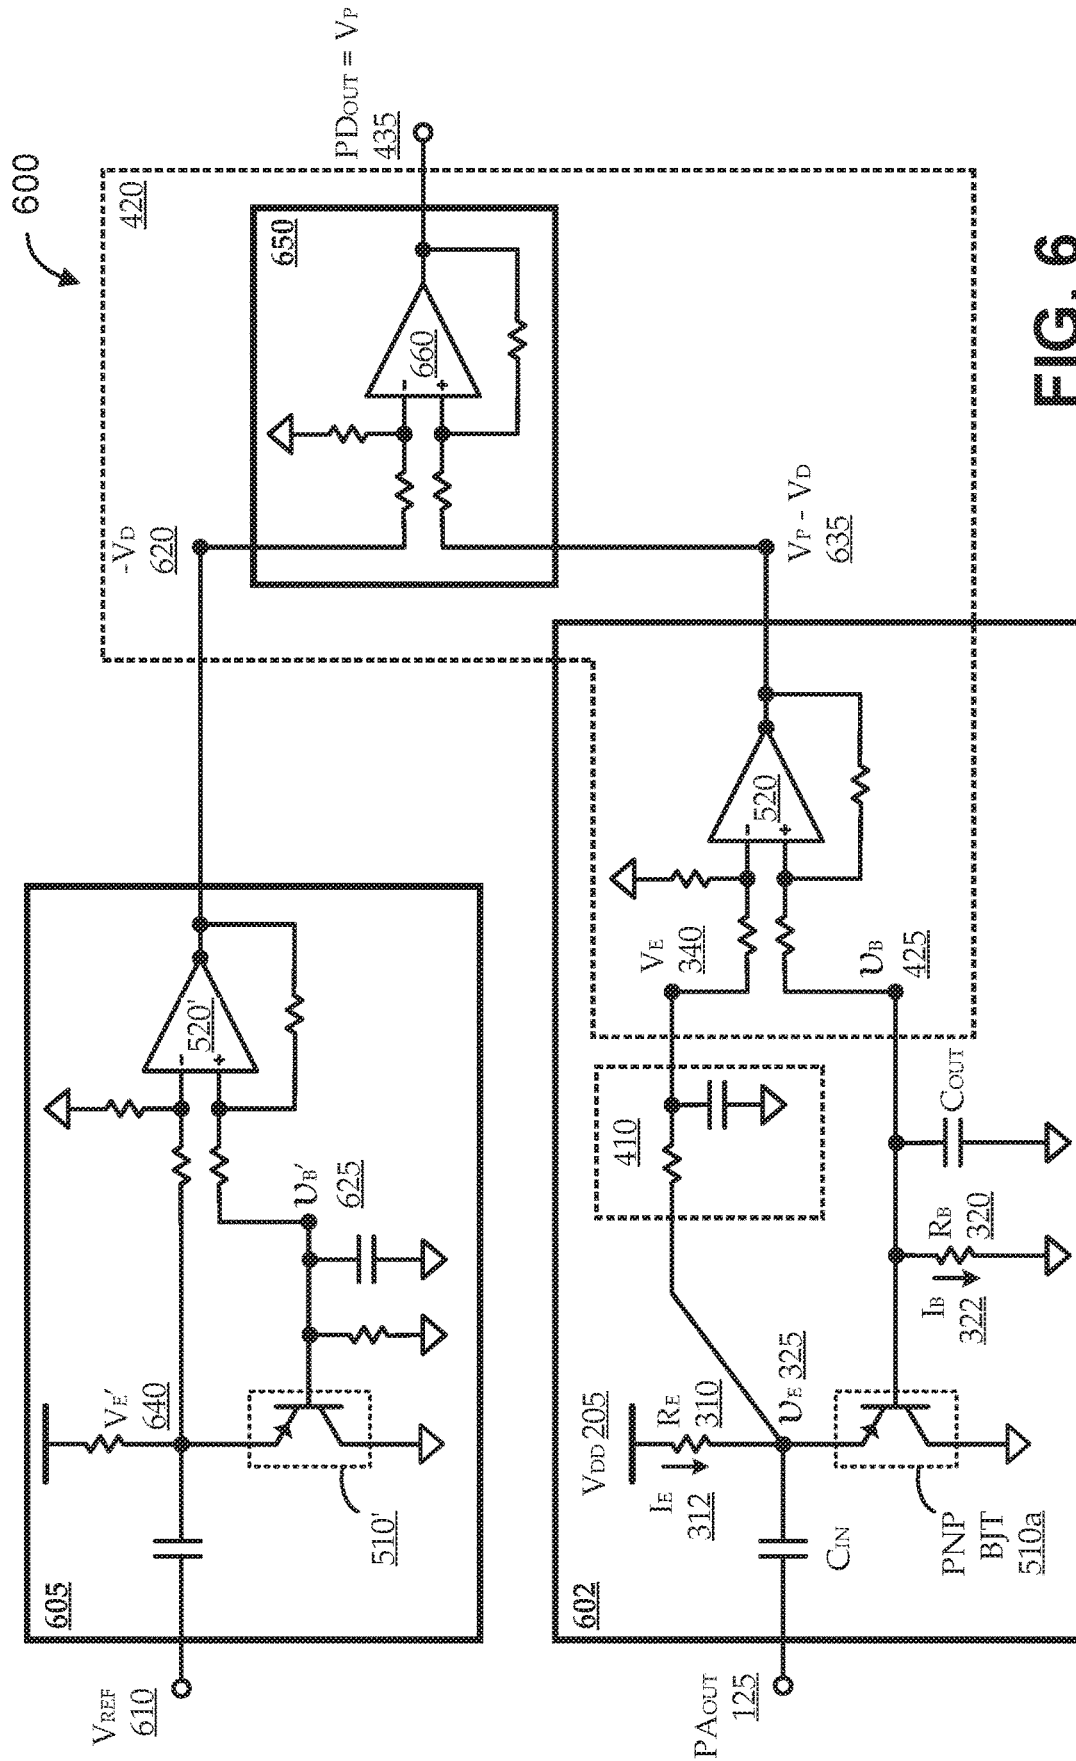 600
420
PDOUT = VP
435
650
660
-
+
-VD
620
VP - VD
635
605
520'
-
+
υB'
625
VE'
640
510'
VREF
610
602
520
-
+
VE
340
υB
425
410
COUT
RB
320
IB
322
VDD 205
RE
310
IE
312
υE 325
CIN
PNP
BJT
510a
PAOUT
125
FIG. 6